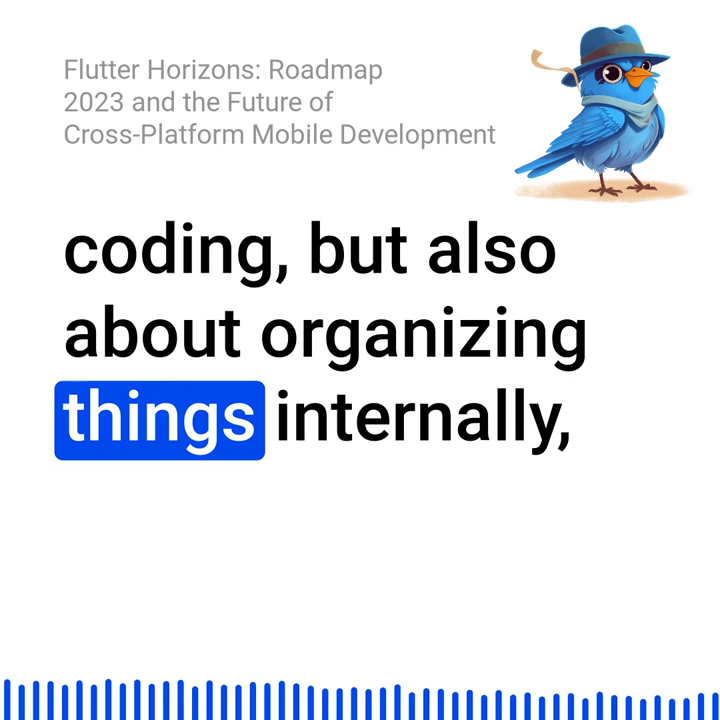 Flutter Horizons: Roadmap
2023 and the Future of
Cross-Platform Mobile Development
coding, but also
about organizing
things internally,